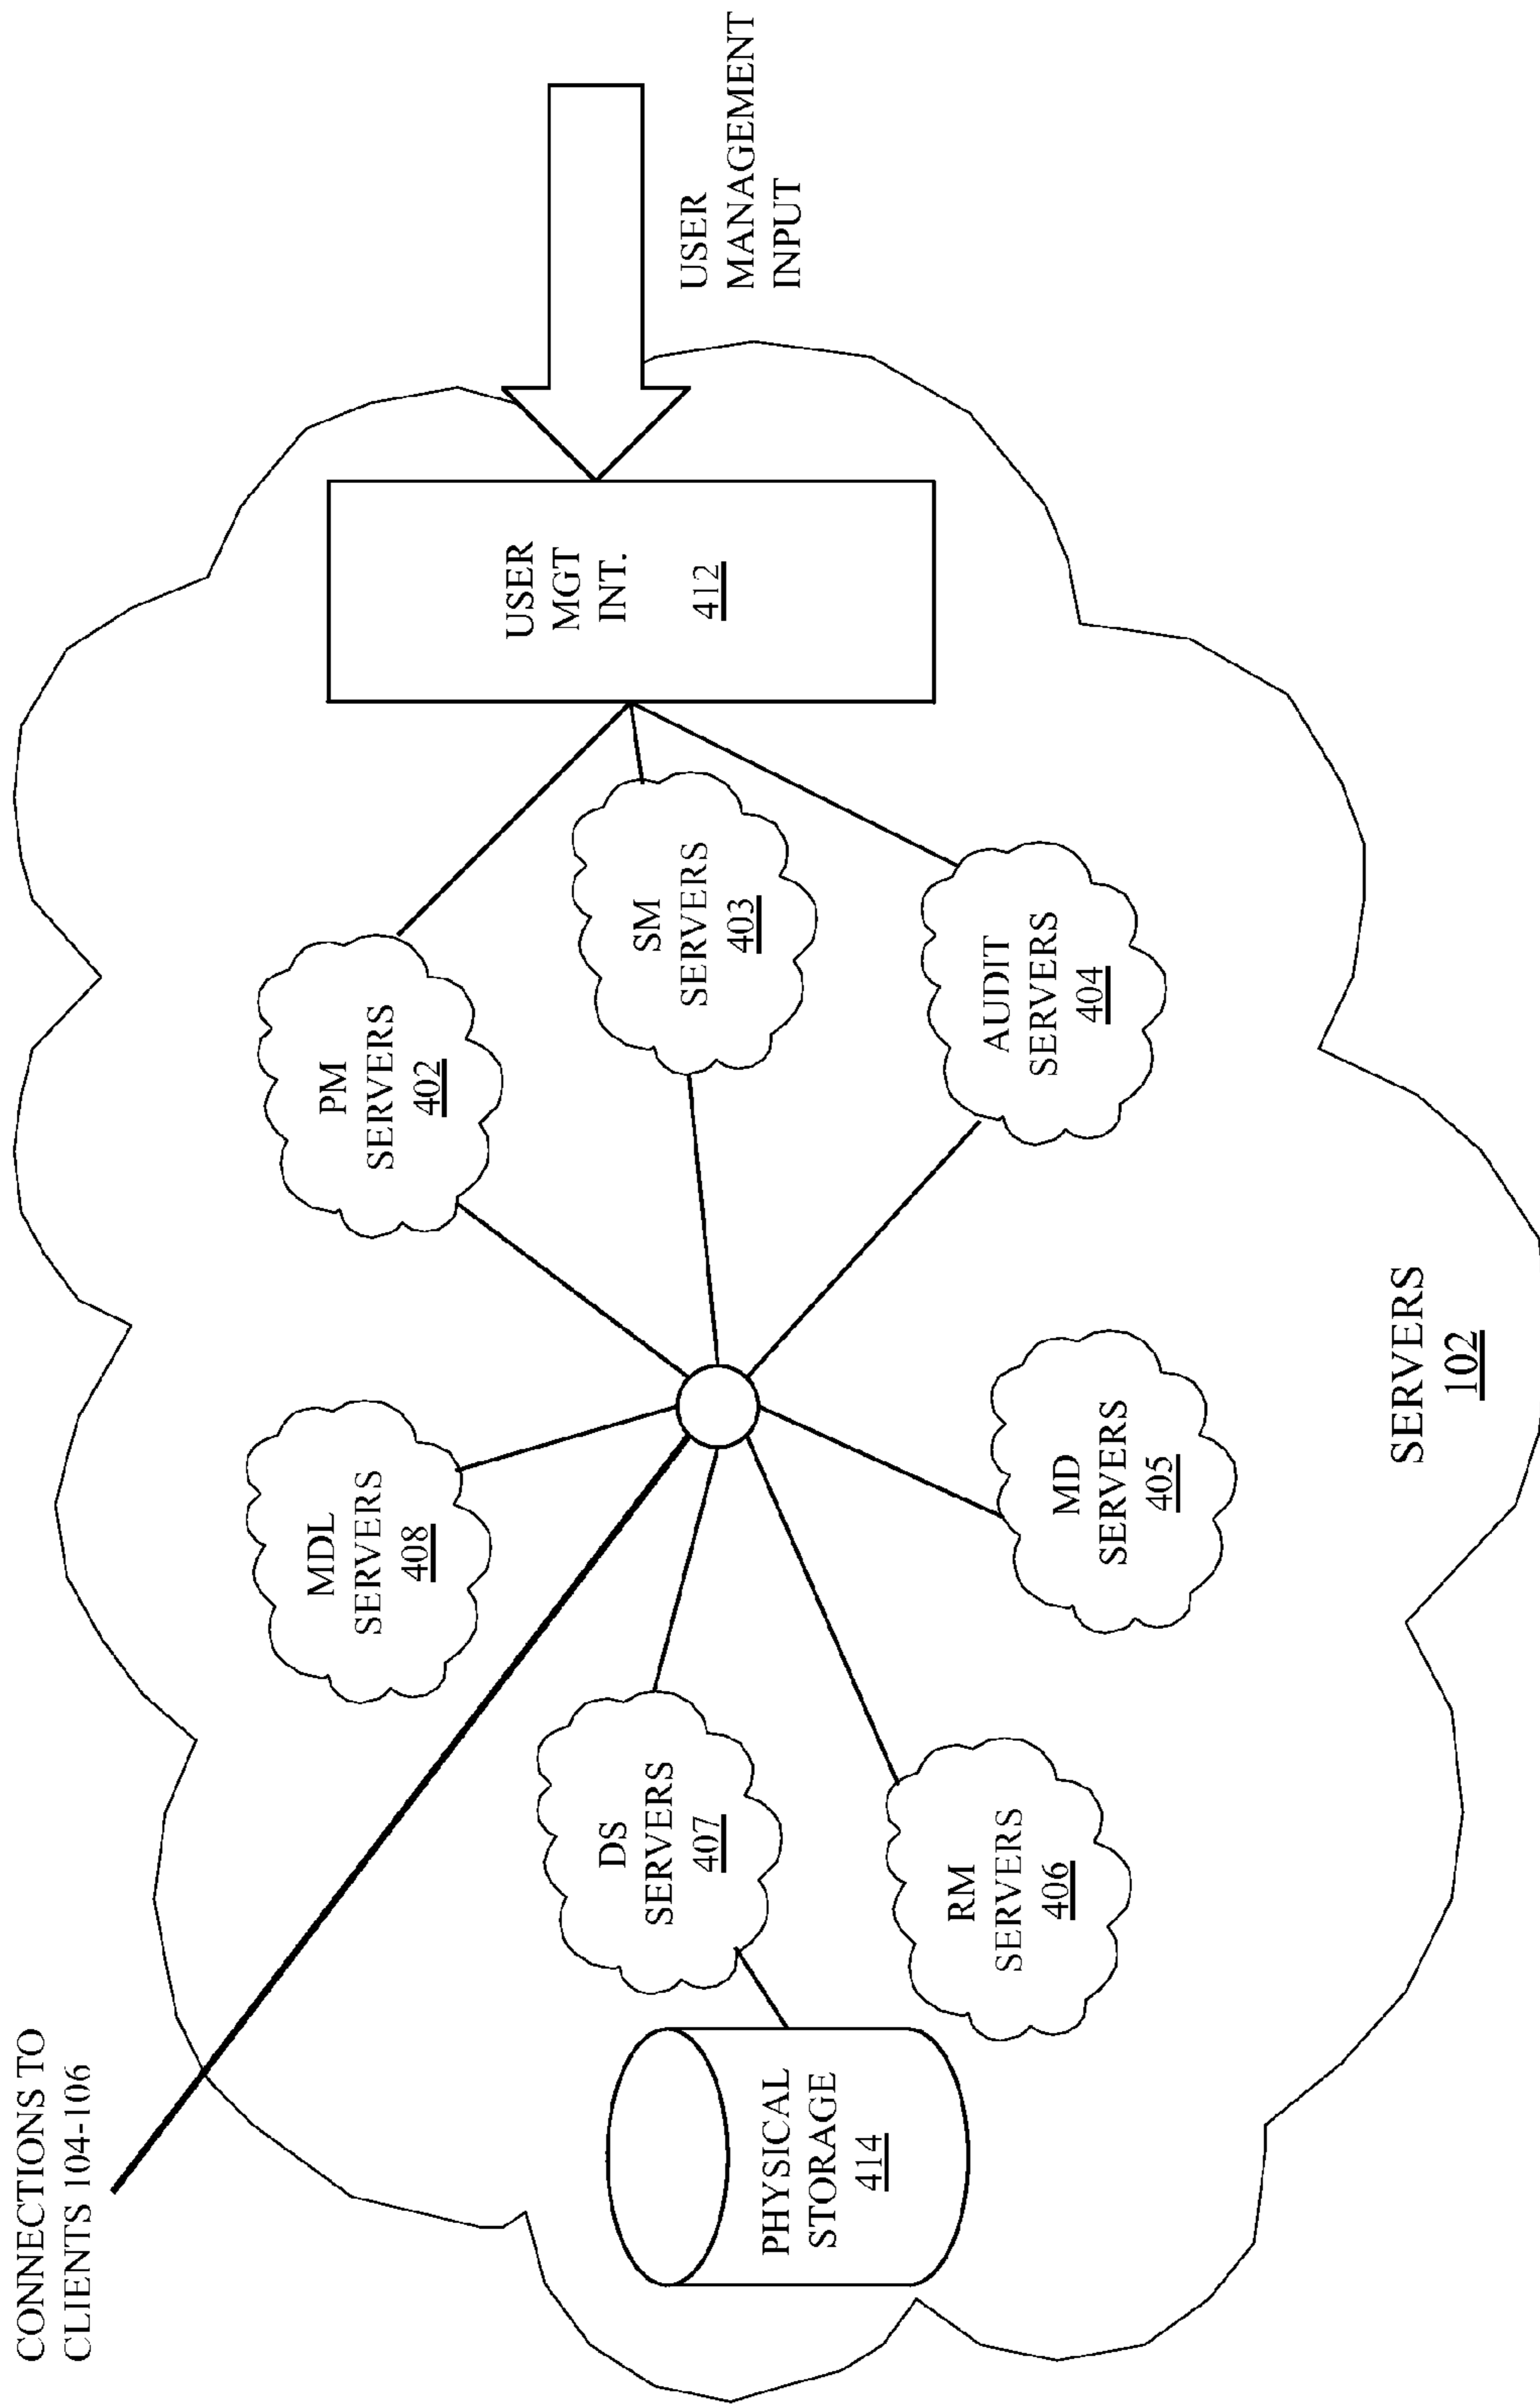 CONNECTIONS TO
CLIENTS 104-106
MDL
SERVERS
408
PM
SERVERS
402
USER
MGT
INT.
412
USER
MANAGEMENT
INPUT
DS
SERVERS
407
SM
SERVERS
403
PHYSICAL
STORAGE
414
RM
SERVERS
406
MD
SERVERS
405
AUDIT
SERVERS
404
SERVERS
102